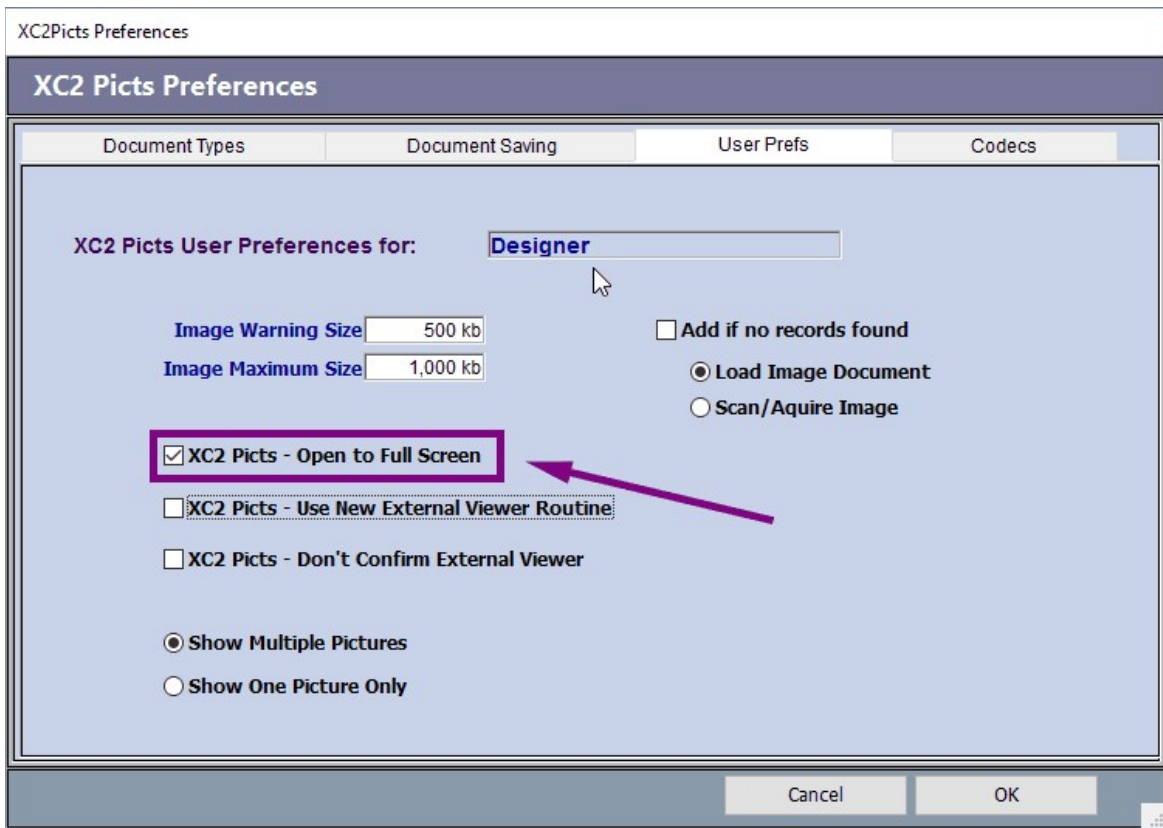 XC2Picts Preferences
XC2 Picts Preferences
Document Types
Document Saving
User Prefs
Codecs
XC2 Picts User Preferences for:
Designer
Image Warning Size 500 kb
Image Maximum Size 1,000 kb
Add if no records found
Load Image Document
Scan/Aquire Image
XC2 Picts - Open to Full Screen
XC2 Picts - Use New External Viewer Routine
XC2 Picts - Don't Confirm External Viewer
Show Multiple Pictures
Show One Picture Only
Cancel
OK